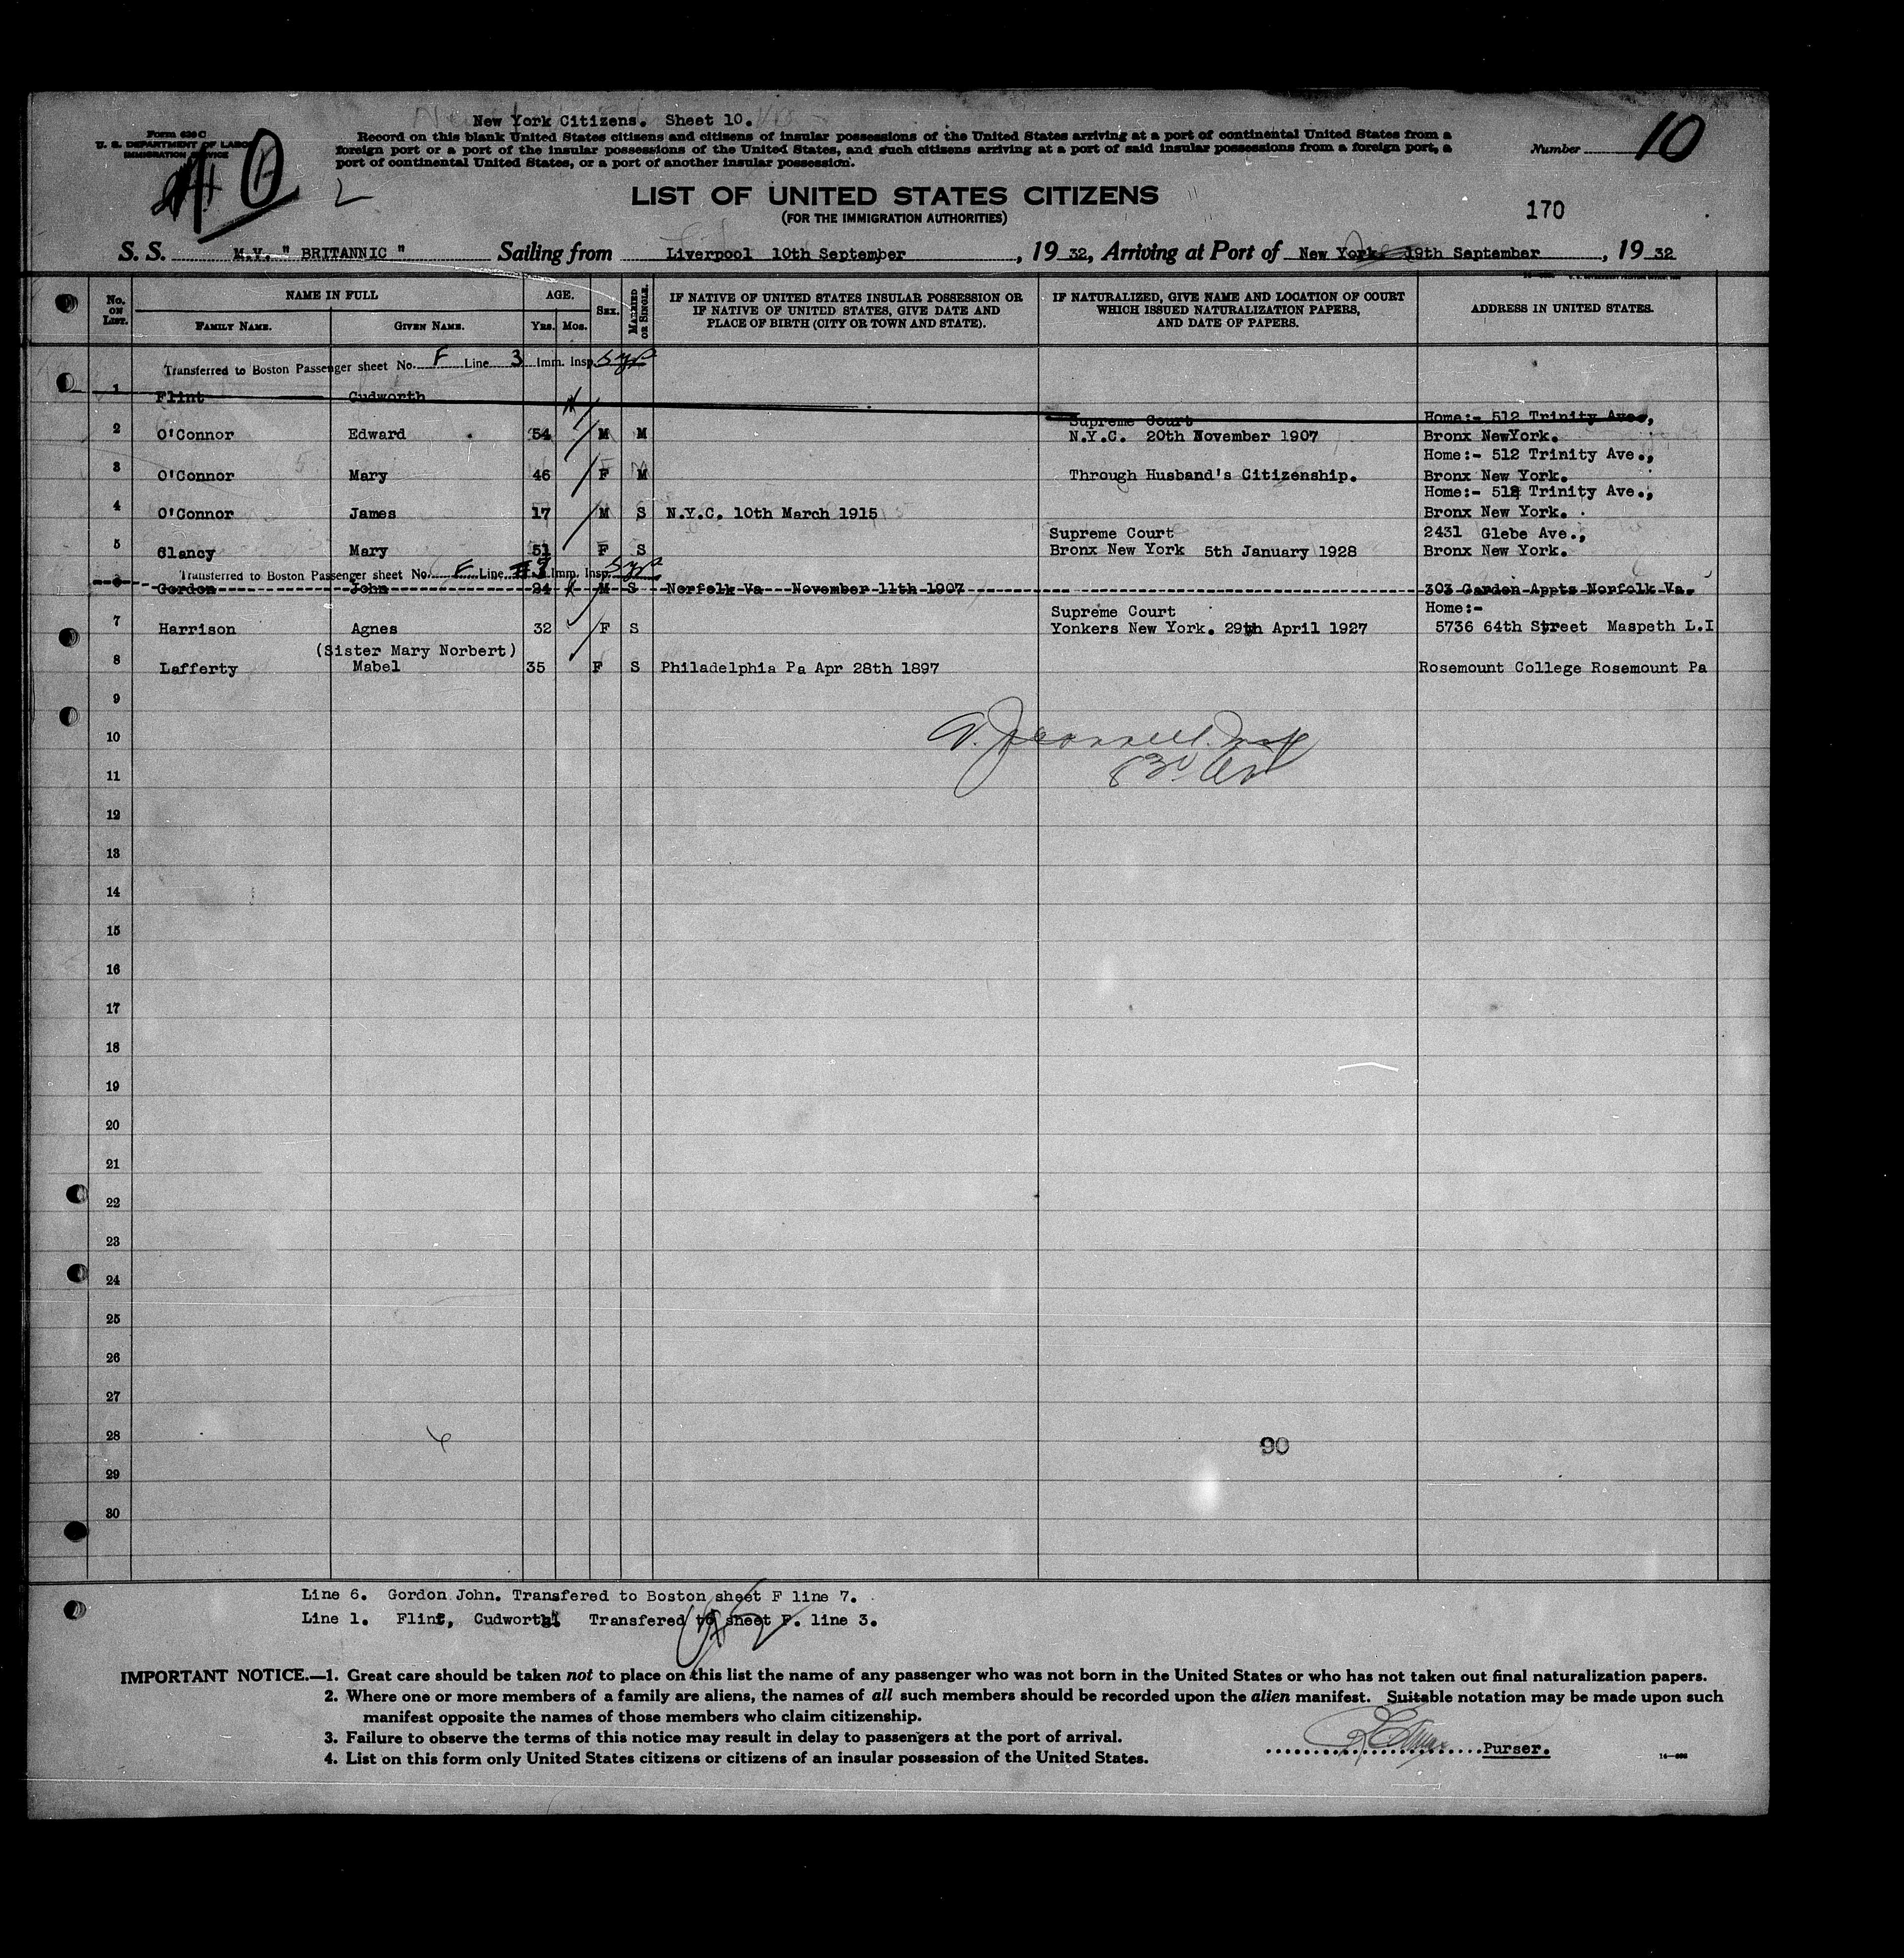 New York Citizens. Sheet 10.
Form 630 C
U. S. DEPARTMENT OF LABOR
IMMIGRATION SERVICE
Record on this blank United States citizens and citizens of insular possessions of the United States arriving at a port of continental United States from a
foreign port or a port of the insular possessions of the United States, and such citizens arriving at a port of said insular possessions from a foreign port, a
port of continental United States, or a port of another insular possession.
Number 10
LIST OF UNITED STATES CITIZENS
(FOR THE IMMIGRATION AUTHORITIES)
170
S. S. M.V. " BRITANNIC " Sailing from Liverpool 10th September, 19 32, Arriving at Port of New York 19th September, 19 32
No. ON LIST.
NAME IN FULL
FAMILY NAME. GIVEN NAME.
AGE.
YRS. MOS.
SEX.
MARRIED OR SINGLE.
IF NATIVE OF UNITED STATES INSULAR POSSESSION OR
IF NATIVE OF UNITED STATES, GIVE DATE AND
PLACE OF BIRTH (CITY OR TOWN AND STATE).
IF NATURALIZED, GIVE NAME AND LOCATION OF COURT
WHICH ISSUED NATURALIZATION PAPERS,
AND DATE OF PAPERS.
ADDRESS IN UNITED STATES.
Transferred to Boston Passenger sheet No. F Line 3 Imm. Insp.
1 Flint Cudworth
Supreme Court Home:- 512 Trinity Ave.,
2 O'Connor Edward 54 M M N.Y.C. 20th November 1907 Bronx NewYork.
Home:- 512 Trinity Ave.,
3 O'Connor Mary 46 F M Through Husband's Citizenship. Bronx New York.
Home:- 512 Trinity Ave.,
4 O'Connor James 17 M S N.Y.C. 10th March 1915 Bronx New York.
Supreme Court 2431 Glebe Ave.,
5 Clancy Mary 51 F S Bronx New York 5th January 1928 Bronx New York.
Transferred to Boston Passenger sheet No. F Line 7 Imm. Insp.
6 Gordon John 24 M S Norfolk Va November 11th 1907 303 Garden Appts Norfolk Va.
Supreme Court Home:-
7 Harrison Agnes 32 F S Yonkers New York. 29th April 1927 5736 64th Street Maspeth L.I
(Sister Mary Norbert)
8 Lafferty Mabel 35 F S Philadelphia Pa Apr 28th 1897 Rosemount College Rosemount Pa
9
10
11
12
13
14
15
16
17
18
19
20
21
22
23
24
25
26
27
28 90
29
30
Line 6. Gordon John. Transfered to Boston sheet F line 7.
Line 1. Flint, Cudworth. Transfered to sheet F. line 3.
IMPORTANT NOTICE.—1. Great care should be taken not to place on this list the name of any passenger who was not born in the United States or who has not taken out final naturalization papers.
2. Where one or more members of a family are aliens, the names of all such members should be recorded upon the alien manifest. Suitable notation may be made upon such
manifest opposite the names of those members who claim citizenship.
3. Failure to observe the terms of this notice may result in delay to passengers at the port of arrival.
4. List on this form only United States citizens or citizens of an insular possession of the United States.
Purser.